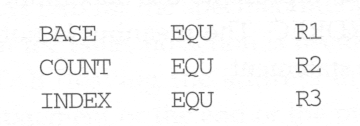 BASE EQU R1
COUNT EQU R2
INDEX EQU R3